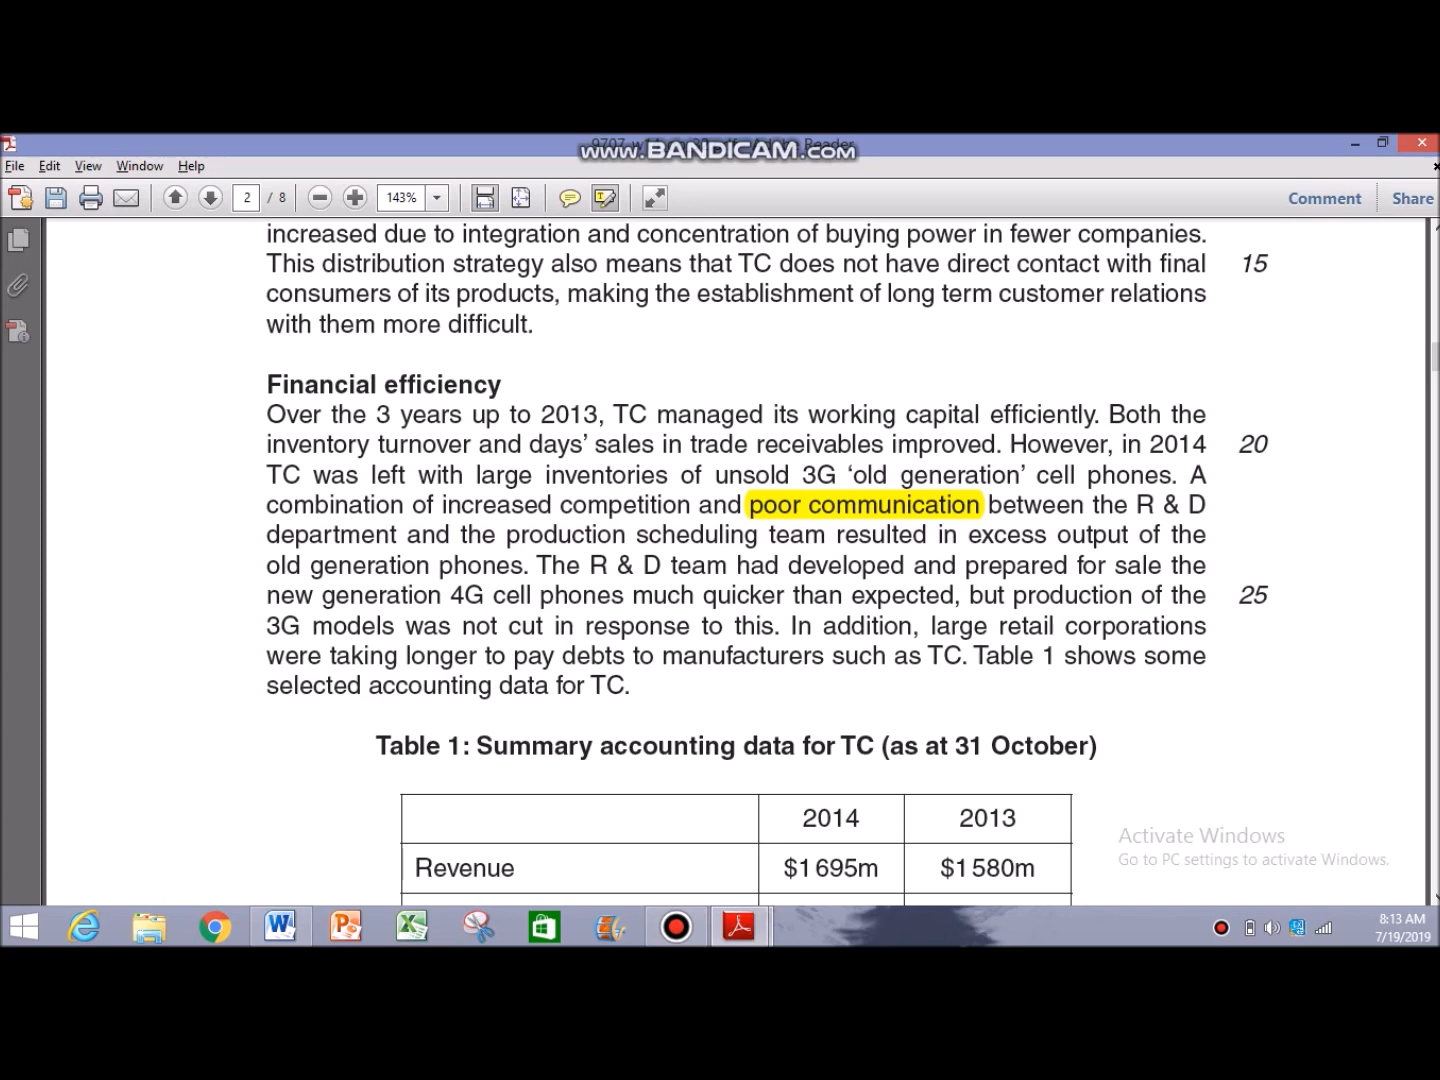 www.BANDICAM.com
File Edit View Window Help
2 / 8 143% Comment Share
increased due to integration and concentration of buying power in fewer companies.
This distribution strategy also means that TC does not have direct contact with final 15
consumers of its products, making the establishment of long term customer relations
with them more difficult.
Financial efficiency
Over the 3 years up to 2013, TC managed its working capital efficiently. Both the
inventory turnover and days’ sales in trade receivables improved. However, in 2014 20
TC was left with large inventories of unsold 3G ‘old generation’ cell phones. A
combination of increased competition and poor communication between the R & D
department and the production scheduling team resulted in excess output of the
old generation phones. The R & D team had developed and prepared for sale the
new generation 4G cell phones much quicker than expected, but production of the 25
3G models was not cut in response to this. In addition, large retail corporations
were taking longer to pay debts to manufacturers such as TC. Table 1 shows some
selected accounting data for TC.
Table 1: Summary accounting data for TC (as at 31 October)
2014 2013
Revenue $1 695m $1 580m
Activate Windows
Go to PC settings to activate Windows.
8:13 AM
7/19/2019